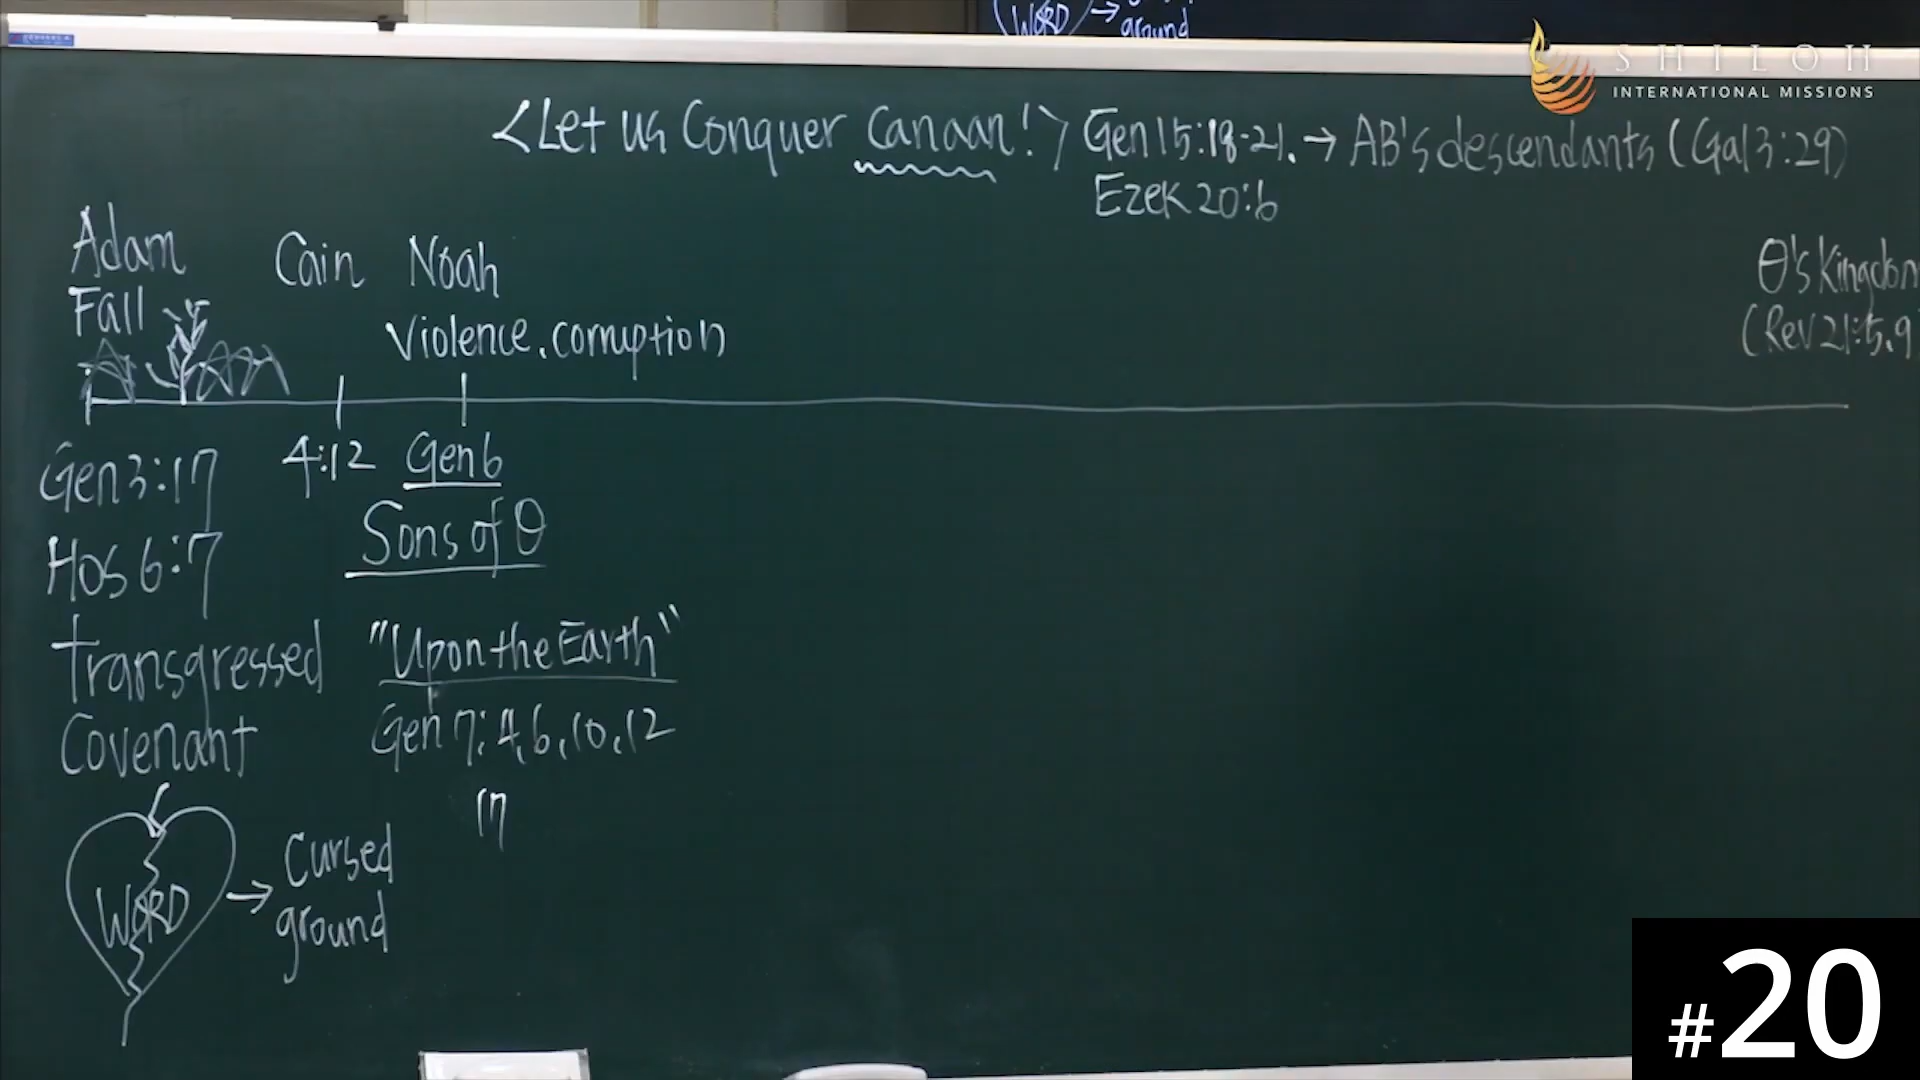 WORD → ground
SHILOH
INTERNATIONAL MISSIONS
<Let us Conquer Canaan!> Gen 15:18-21. → AB's descendants (Gal 3:29)
Ezek 20:6
Adam Cain Noah
Fall
Violence, corruption
θ's Kingdom
(Rev 21:5,9
Gen 3:17 4:12 Gen 6
Hos 6:7 Sons of θ
Transgressed "Upon the Earth"
Covenant Gen 7:4,6,10,12
17
WORD → Cursed
ground
#20